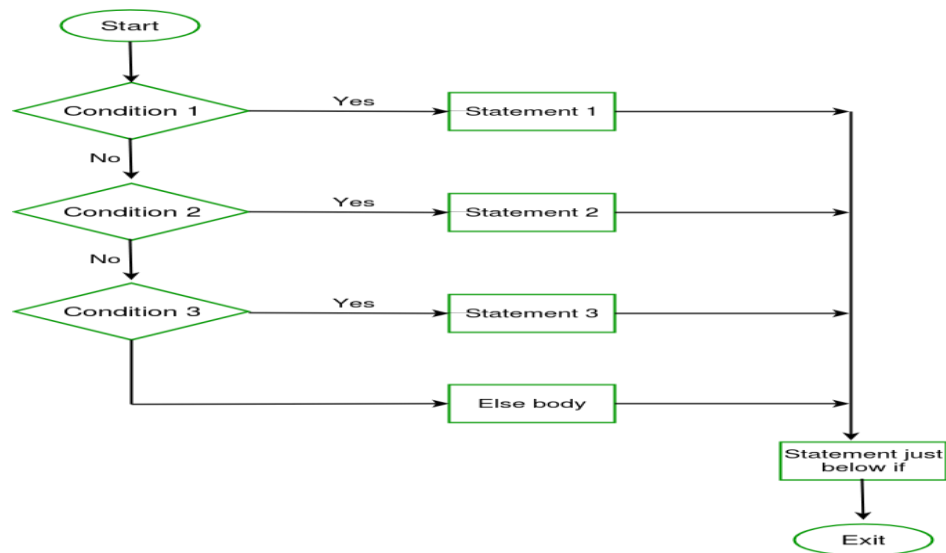 Start
Condition 1
Yes
Statement 1
No
Condition 2
Yes
Statement 2
No
Condition 3
Yes
Statement 3
Else body
Statement just
below if
Exit